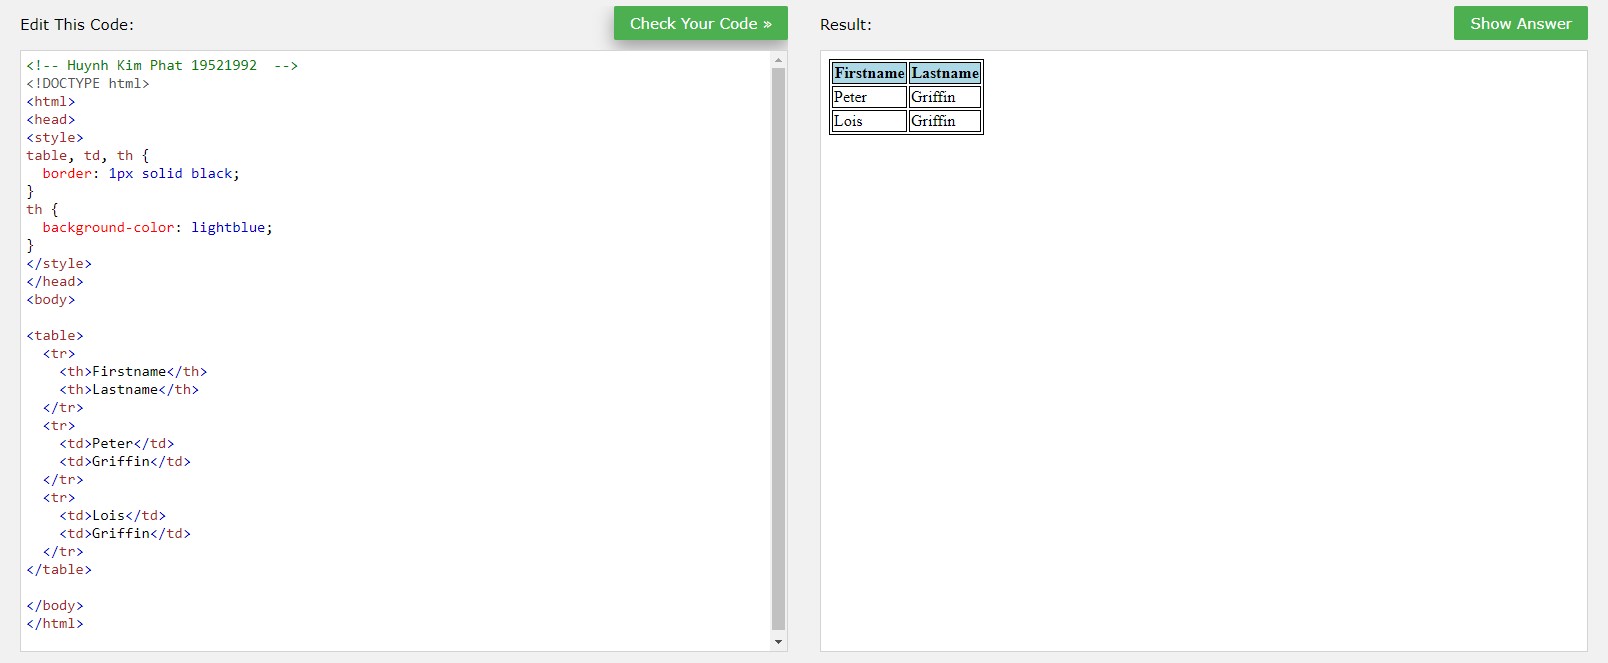 Edit This Code:
Check Your Code »
<!-- Huynh Kim Phat 19521992  -->
<!DOCTYPE html>
<html>
<head>
<style>
table, td, th {
  border: 1px solid black;
}
th {
  background-color: lightblue;
}
</style>
</head>
<body>

<table>
  <tr>
    <th>Firstname</th>
    <th>Lastname</th>
  </tr>
  <tr>
    <td>Peter</td>
    <td>Griffin</td>
  </tr>
  <tr>
    <td>Lois</td>
    <td>Griffin</td>
  </tr>
</table>

</body>
</html>
Result:
Show Answer
Firstname Lastname
Peter Griffin
Lois Griffin